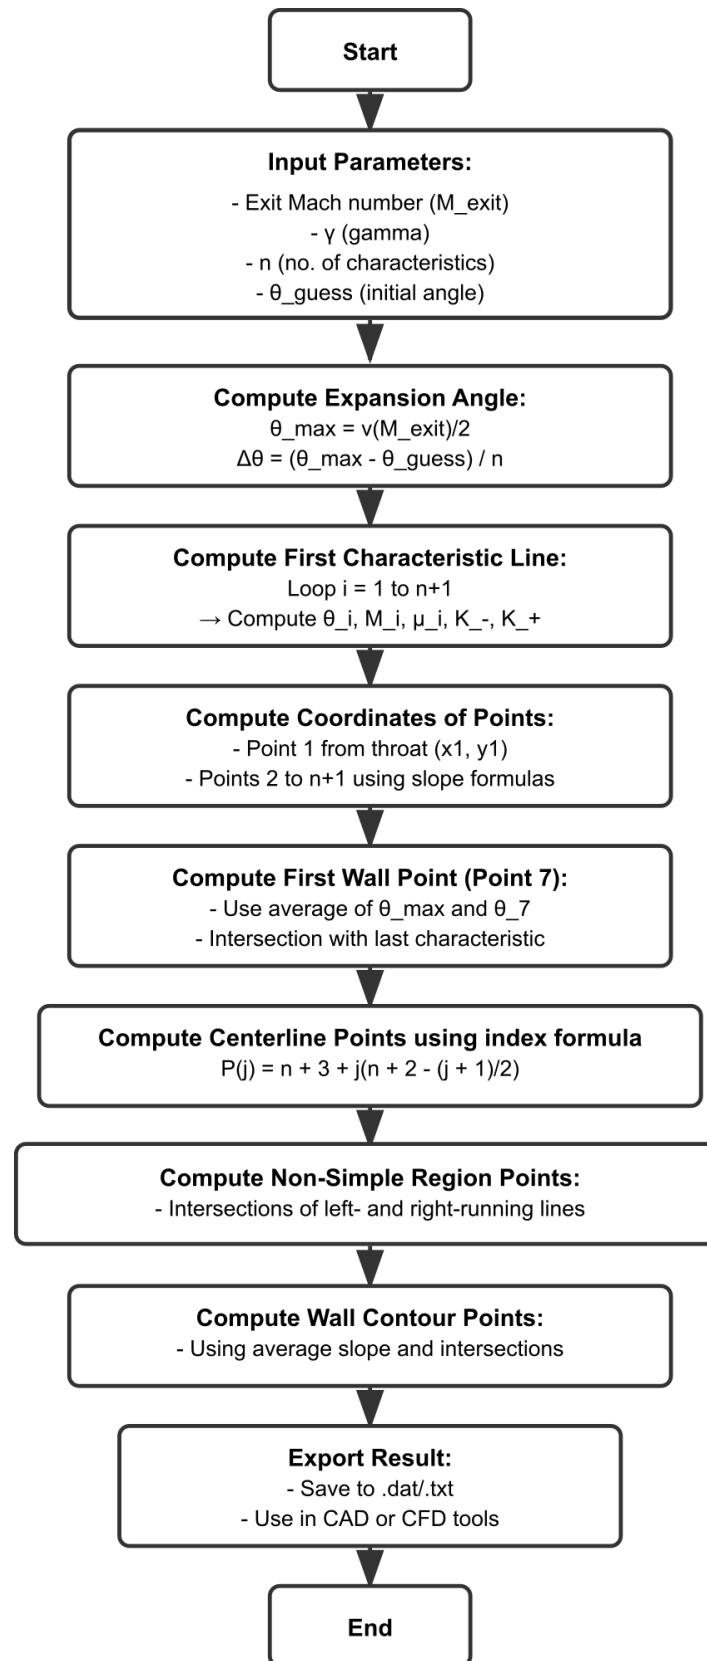 Start
Input Parameters:
- Exit Mach number (M_exit)
- γ (gamma)
- n (no. of characteristics)
- θ_guess (initial angle)
Compute Expansion Angle:
θ_max = ν(M_exit)/2
Δθ = (θ_max - θ_guess) / n
Compute First Characteristic Line:
Loop i = 1 to n+1
→ Compute θ_i, M_i, μ_i, K_-, K_+
Compute Coordinates of Points:
- Point 1 from throat (x1, y1)
- Points 2 to n+1 using slope formulas
Compute First Wall Point (Point 7):
- Use average of θ_max and θ_7
- Intersection with last characteristic
Compute Centerline Points using index formula
P(j) = n + 3 + j(n + 2 - (j + 1)/2)
Compute Non-Simple Region Points:
- Intersections of left- and right-running lines
Compute Wall Contour Points:
- Using average slope and intersections
Export Result:
- Save to .dat/.txt
- Use in CAD or CFD tools
End